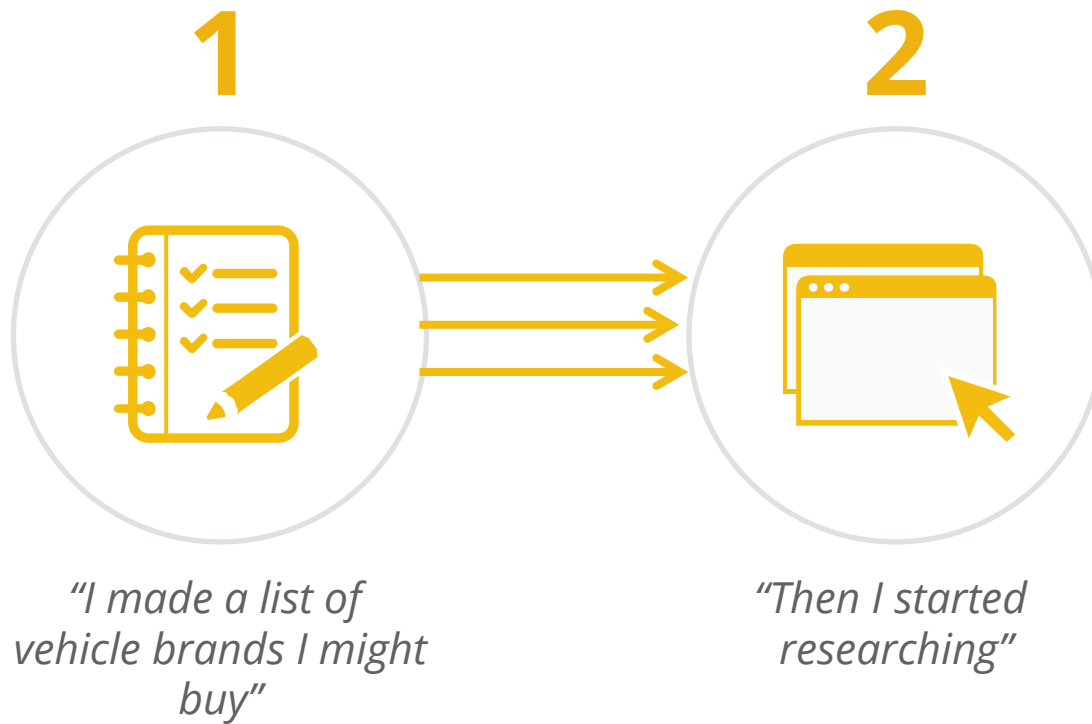 1
“I made a list of
vehicle brands I might
buy”
2
“Then I started
researching”